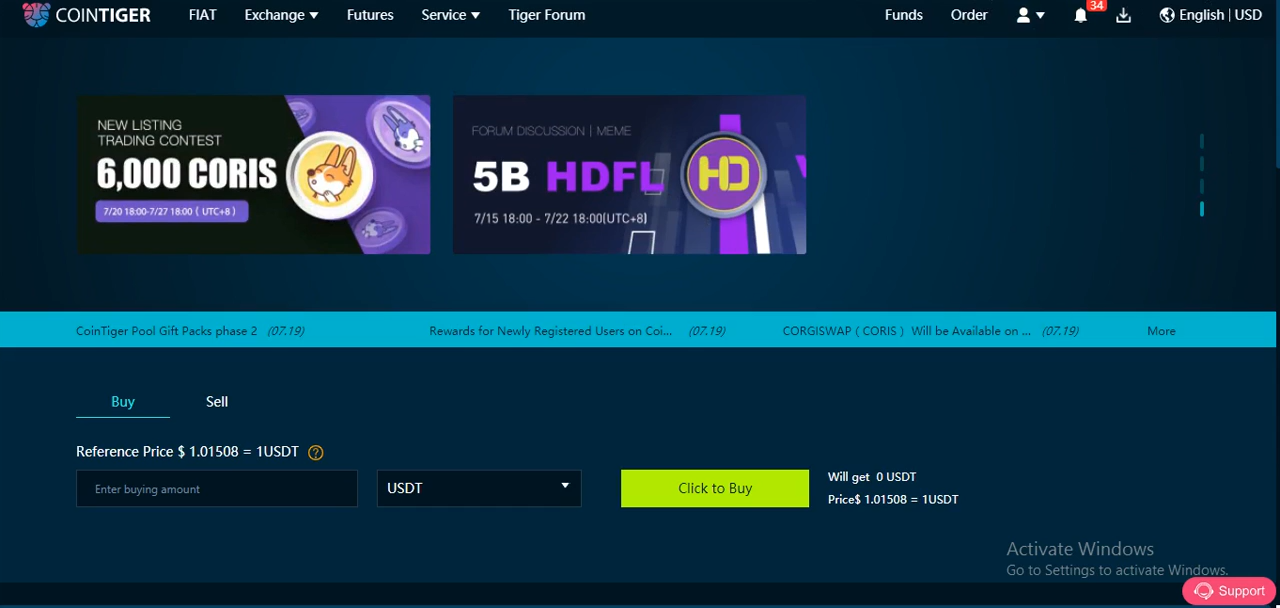 COINTIGER FIAT Exchange Futures Service Tiger Forum Funds Order 34 English | USD
NEW LISTING
TRADING CONTEST
6,000 CORIS
7/20 18:00-7/27 18:00 ( UTC+8 )
FORUM DISCUSSION | MEME
5B HDFL
HD
7/15 18:00 - 7/22 18:00(UTC+8)
CoinTiger Pool Gift Packs phase 2 (07.19) Rewards for Newly Registered Users on Coi... (07.19) CORGISWAP ( CORIS ) Will be Available on ... (07.19) More
Buy Sell
Reference Price $ 1.01508 = 1USDT ?
Enter buying amount USDT Click to Buy
Will get 0 USDT
Price$ 1.01508 = 1USDT
Activate Windows
Go to Settings to activate Windows.
Support